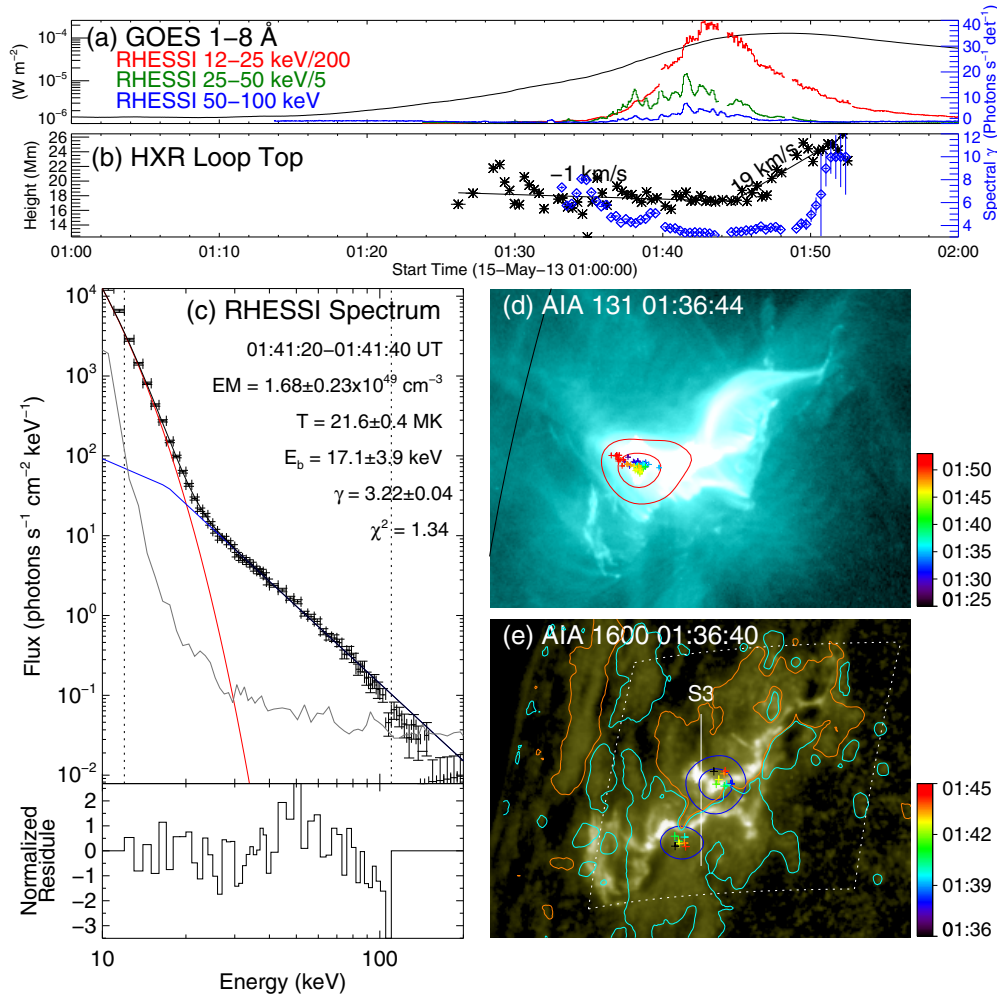 (a) GOES 1−8 Å
RHESSI 12−25 keV/200
RHESSI 25−50 keV/5
RHESSI 50−100 keV
(W m⁻²)
10⁻⁴
10⁻⁵
10⁻⁶
40
30
20
10
0
(Photons s⁻¹ det⁻¹)
(b) HXR Loop Top
−1 km/s
19 km/s
Height (Mm)
26
24
22
20
18
16
14
12
10
8
6
4
Spectral γ
01:00 01:10 01:20 01:30 01:40 01:50 02:00
Start Time (15−May−13 01:00:00)
(c) RHESSI Spectrum
01:41:20−01:41:40 UT
EM = 1.68±0.23x10⁴⁹ cm⁻³
T = 21.6±0.4 MK
E_b = 17.1±3.9 keV
γ = 3.22±0.04
χ² = 1.34
Flux (photons s⁻¹ cm⁻² keV⁻¹)
10⁴
10³
10²
10¹
10⁰
10⁻¹
10⁻²
Normalized
Residue
2
1
0
−1
−2
−3
10 100
Energy (keV)
(d) AIA 131 01:36:44
01:50
01:45
01:40
01:35
01:30
01:25
(e) AIA 1600 01:36:40
S3
01:45
01:42
01:39
01:36